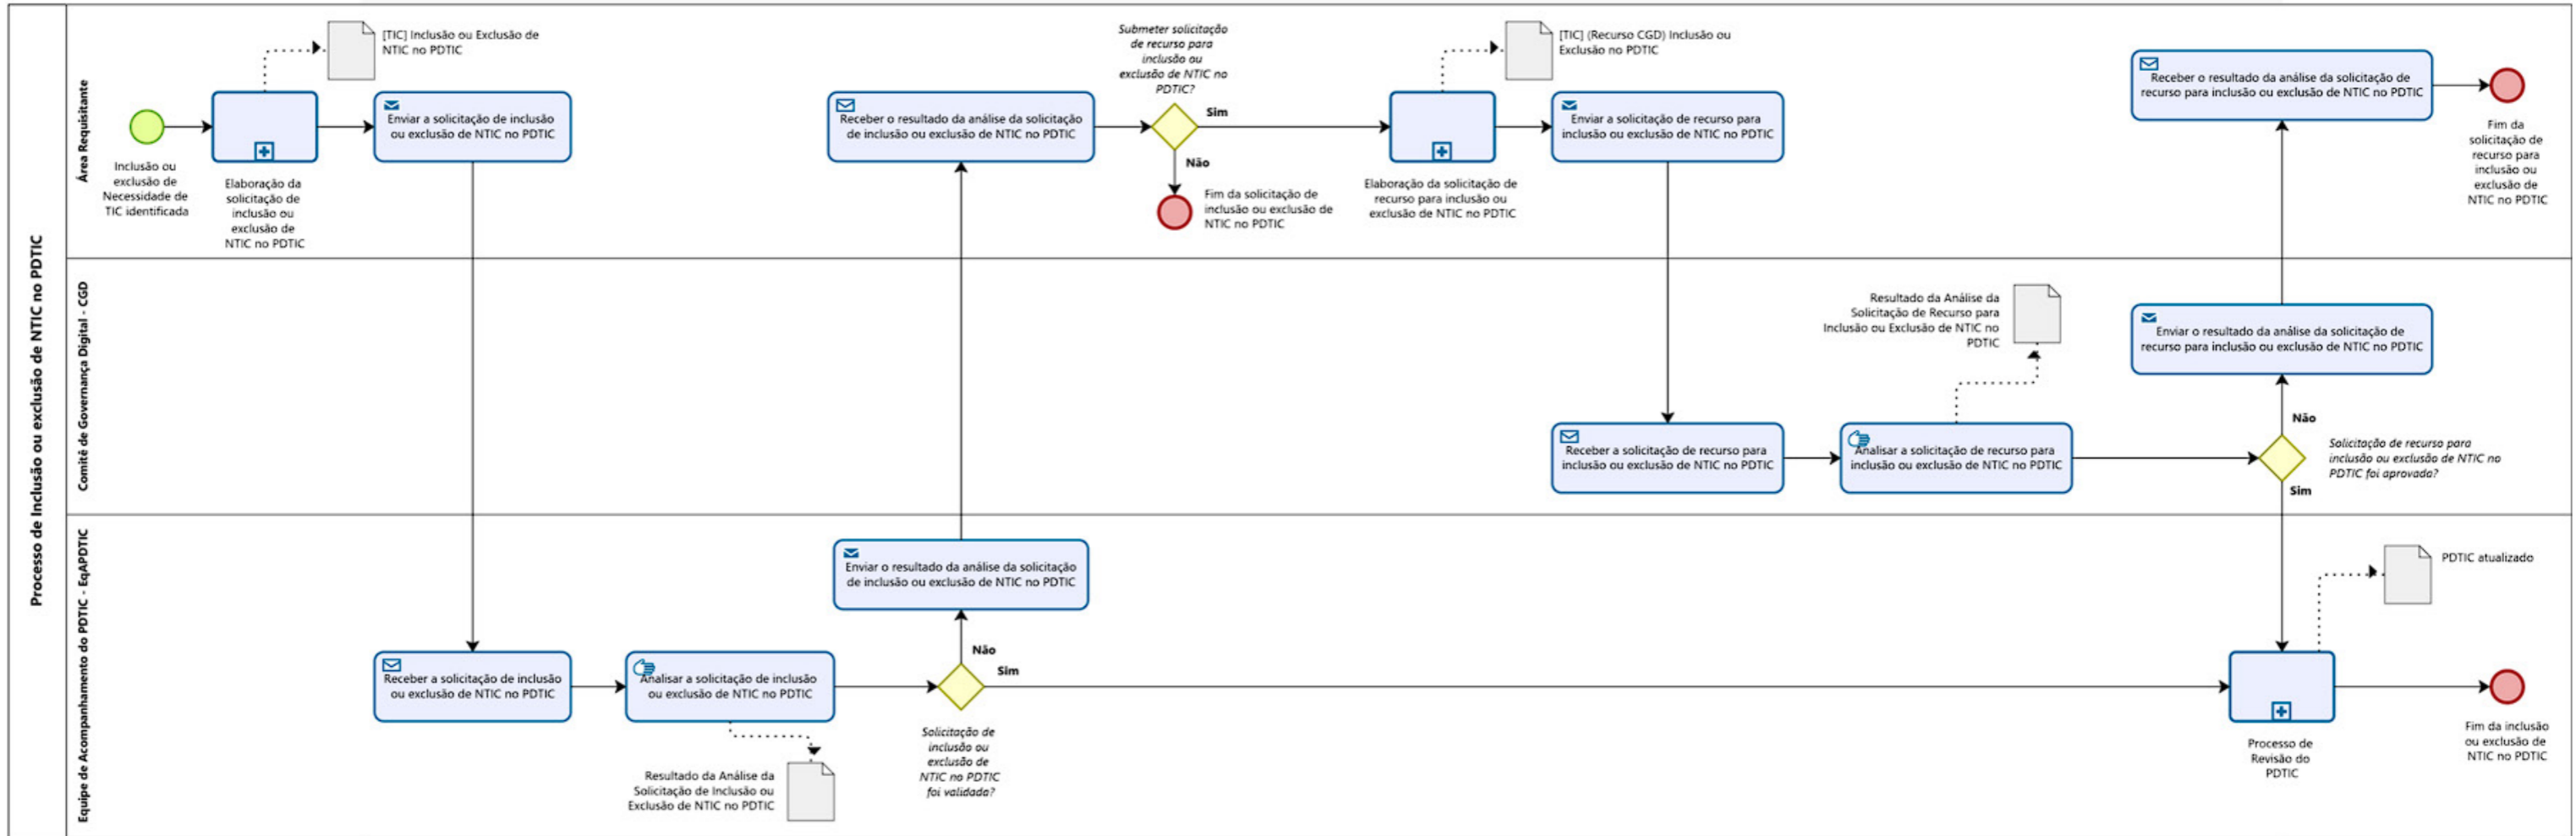 Processo de Inclusão ou exclusão de NTIC no PDTIC
Área Requisitante
Inclusão ou
exclusão de
Necessidade de
TIC identificada
[TIC] Inclusão ou Exclusão de
NTIC no PDTIC
Elaboração da
solicitação de
inclusão ou
exclusão de
NTIC no PDTIC
Enviar a solicitação de inclusão
ou exclusão de NTIC no PDTIC
Receber o resultado da análise da solicitação
de inclusão ou exclusão de NTIC no PDTIC
Submeter solicitação
de recurso para
inclusão ou
exclusão de NTIC no
PDTIC?
Sim
Não
Fim da solicitação de
inclusão ou exclusão de
NTIC no PDTIC
[TIC] (Recurso CGD) Inclusão ou
Exclusão no PDTIC
Elaboração da solicitação de
recurso para inclusão ou
exclusão de NTIC no PDTIC
Enviar a solicitação de recurso para
inclusão ou exclusão de NTIC no PDTIC
Receber o resultado da análise da solicitação de
recurso para inclusão ou exclusão de NTIC no PDTIC
Fim da
solicitação de
recurso para
inclusão ou
exclusão de
NTIC no PDTIC
Comitê de Governança Digital - CGD
Receber a solicitação de recurso para
inclusão ou exclusão de NTIC no PDTIC
Analisar a solicitação de recurso para
inclusão ou exclusão de NTIC no PDTIC
Resultado da Análise da
Solicitação de Recurso para
Inclusão ou Exclusão de NTIC no
PDTIC
Enviar o resultado da análise da solicitação de
recurso para inclusão ou exclusão de NTIC no PDTIC
Não
Solicitação de recurso para
inclusão ou exclusão de NTIC no
PDTIC foi aprovada?
Sim
Equipe de Acompanhamento do PDTIC - EqAPDTIC
Receber a solicitação de inclusão
ou exclusão de NTIC no PDTIC
Analisar a solicitação de inclusão
ou exclusão de NTIC no PDTIC
Resultado da Análise da
Solicitação de Inclusão ou
Exclusão de NTIC no PDTIC
Enviar o resultado da análise da solicitação
de inclusão ou exclusão de NTIC no PDTIC
Não
Sim
Solicitação de
inclusão ou
exclusão de
NTIC no PDTIC
foi validada?
PDTIC atualizado
Processo de
Revisão do
PDTIC
Fim da inclusão
ou exclusão de
NTIC no PDTIC